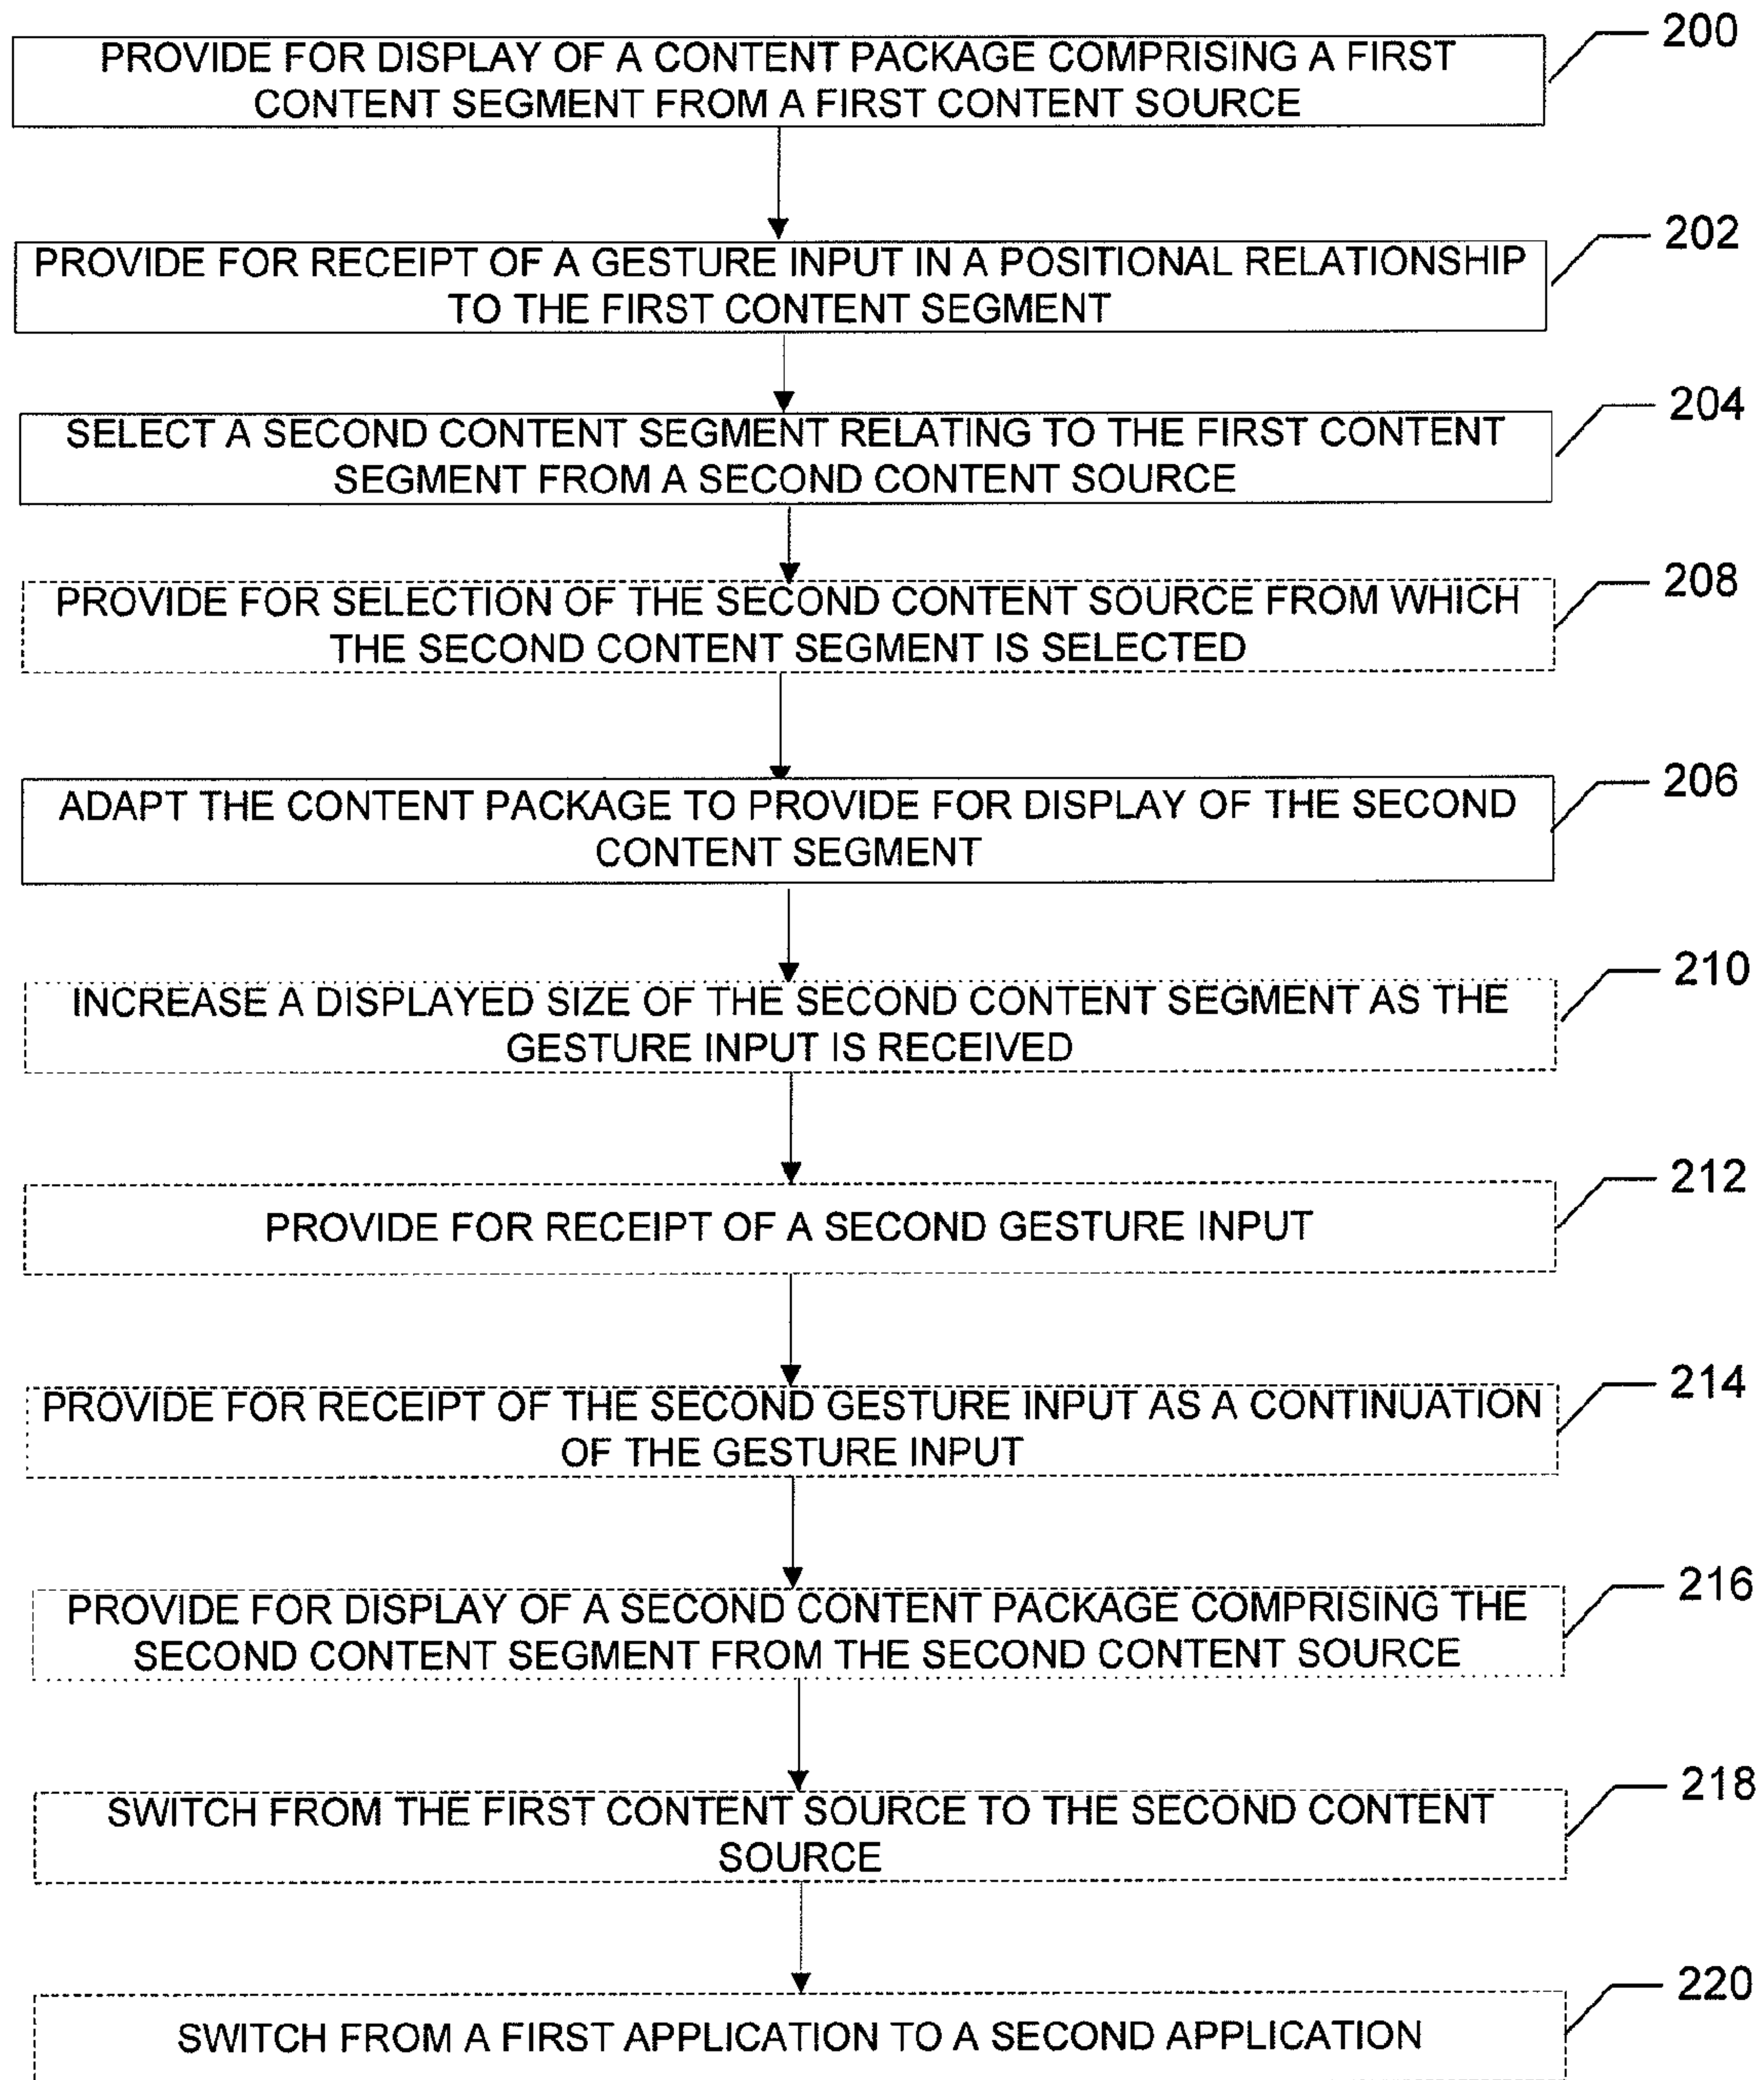 200
PROVIDE FOR DISPLAY OF A CONTENT PACKAGE COMPRISING A FIRST
CONTENT SEGMENT FROM A FIRST CONTENT SOURCE
202
PROVIDE FOR RECEIPT OF A GESTURE INPUT IN A POSITIONAL RELATIONSHIP
TO THE FIRST CONTENT SEGMENT
204
SELECT A SECOND CONTENT SEGMENT RELATING TO THE FIRST CONTENT
SEGMENT FROM A SECOND CONTENT SOURCE
208
PROVIDE FOR SELECTION OF THE SECOND CONTENT SOURCE FROM WHICH
THE SECOND CONTENT SEGMENT IS SELECTED
206
ADAPT THE CONTENT PACKAGE TO PROVIDE FOR DISPLAY OF THE SECOND
CONTENT SEGMENT
210
INCREASE A DISPLAYED SIZE OF THE SECOND CONTENT SEGMENT AS THE
GESTURE INPUT IS RECEIVED
212
PROVIDE FOR RECEIPT OF A SECOND GESTURE INPUT
214
PROVIDE FOR RECEIPT OF THE SECOND GESTURE INPUT AS A CONTINUATION
OF THE GESTURE INPUT
216
PROVIDE FOR DISPLAY OF A SECOND CONTENT PACKAGE COMPRISING THE
SECOND CONTENT SEGMENT FROM THE SECOND CONTENT SOURCE
218
SWITCH FROM THE FIRST CONTENT SOURCE TO THE SECOND CONTENT
SOURCE
220
SWITCH FROM A FIRST APPLICATION TO A SECOND APPLICATION